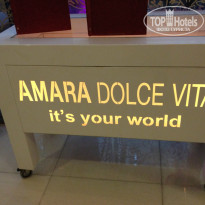 TOP Hotels
AMARA DOLCE VITA
it's your world